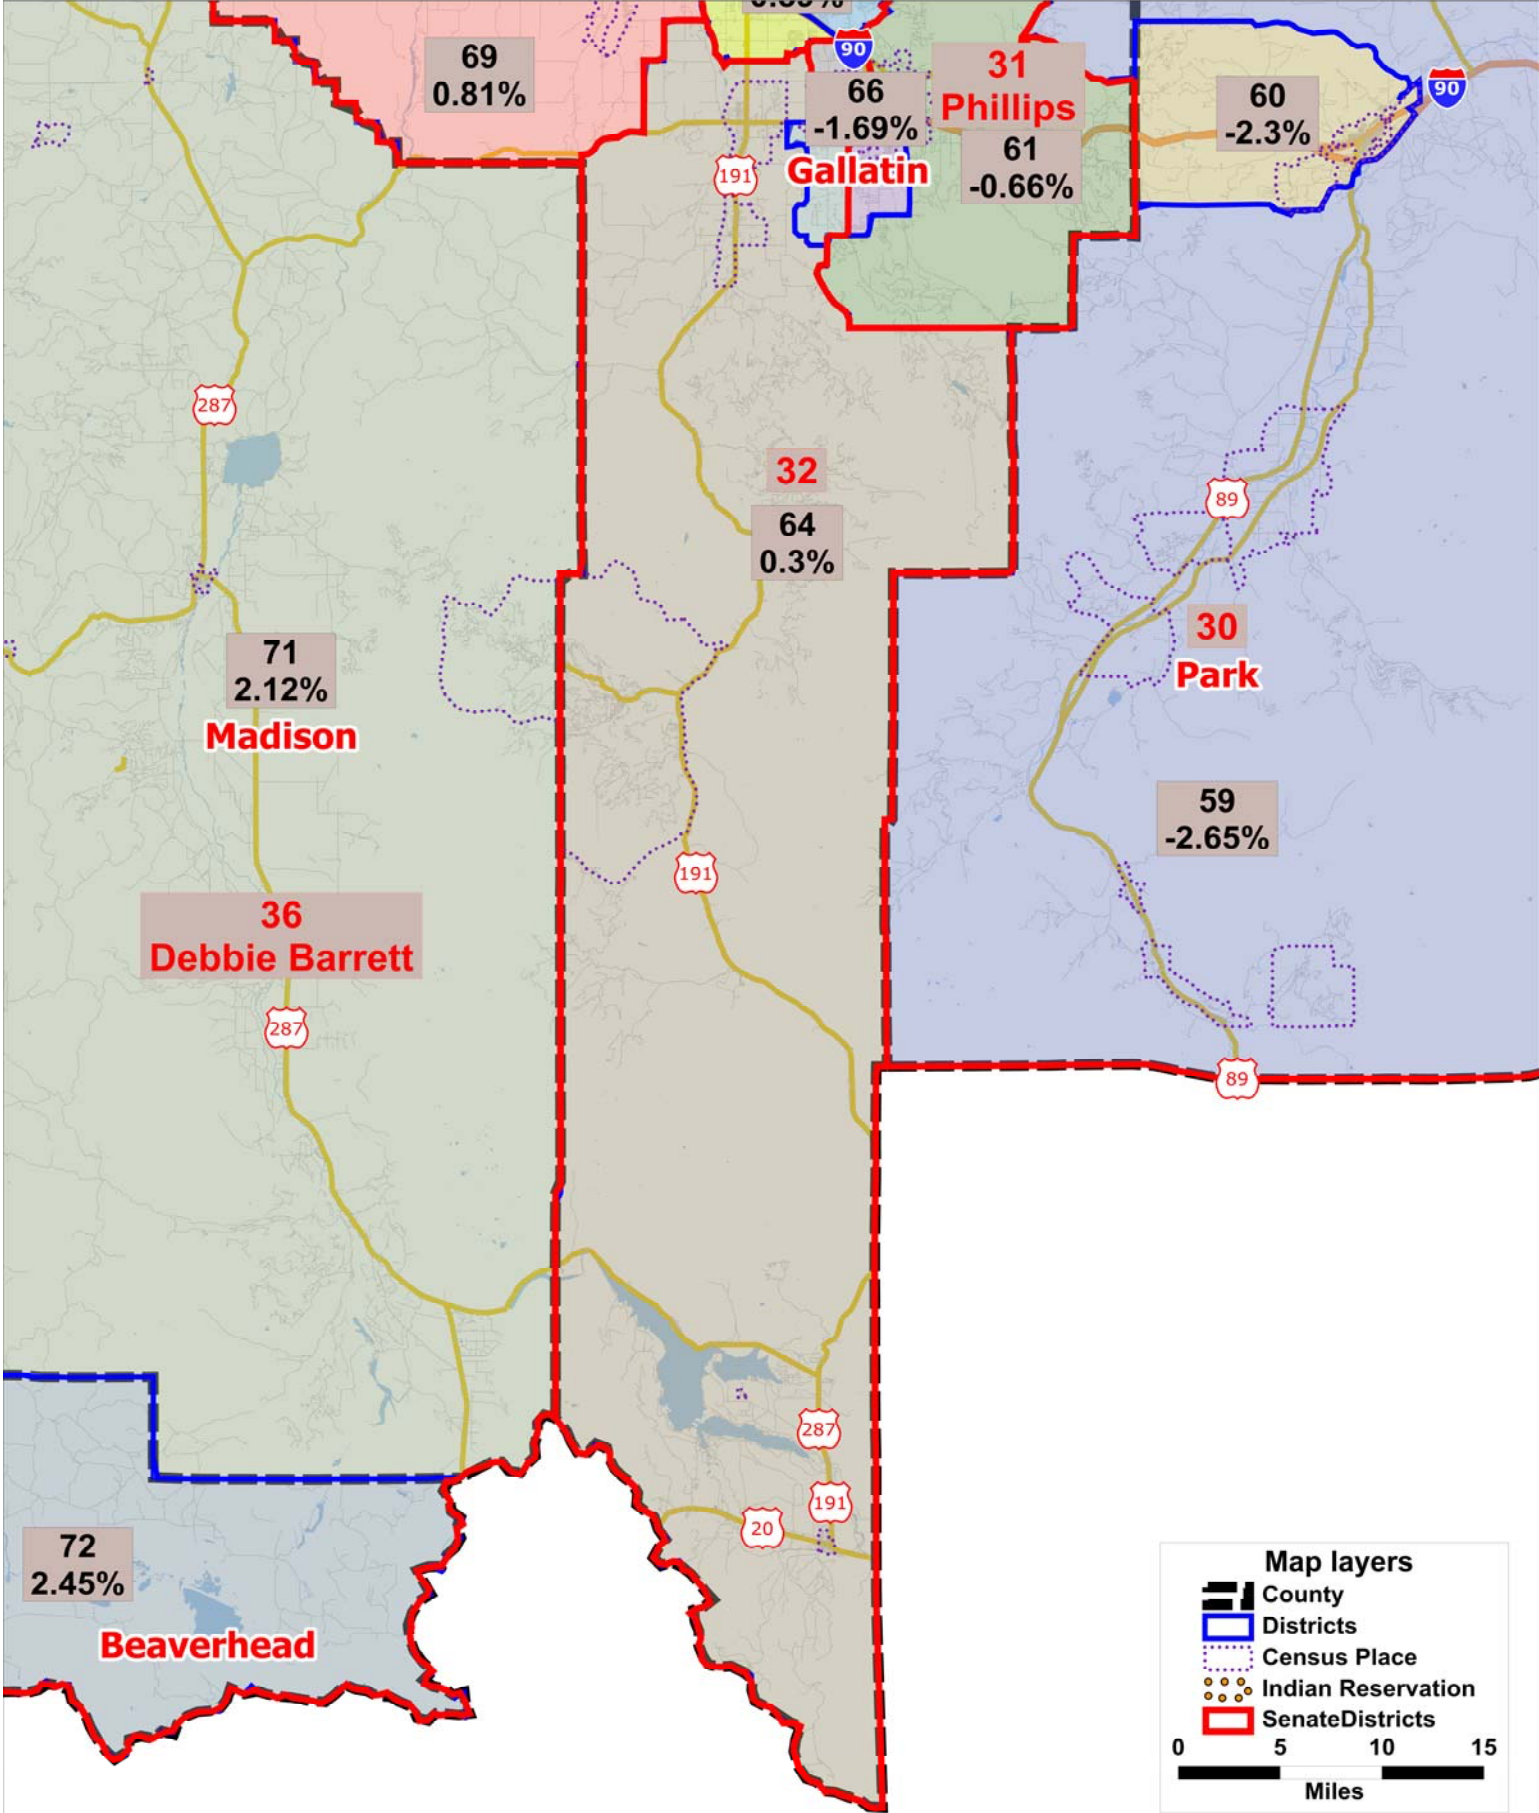 69
0.81%
90
31
Phillips
66
-1.69%
61
-0.66%
60
-2.3%
90
191
Gallatin
287
32
64
0.3%
89
71
2.12%
Madison
30
Park
59
-2.65%
191
36
Debbie Barrett
287
89
287
191
20
72
2.45%
Beaverhead
Map layers
County
Districts
Census Place
Indian Reservation
SenateDistricts
0 5 10 15
Miles